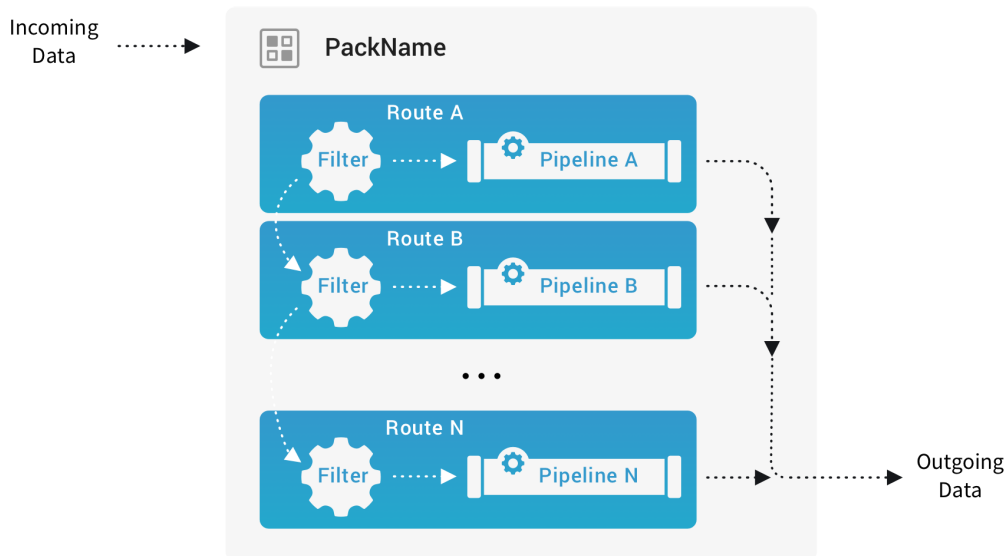 Incoming
Data
PackName
Route A
Filter
Pipeline A
Route B
Filter
Pipeline B
...
Route N
Filter
Pipeline N
Outgoing
Data